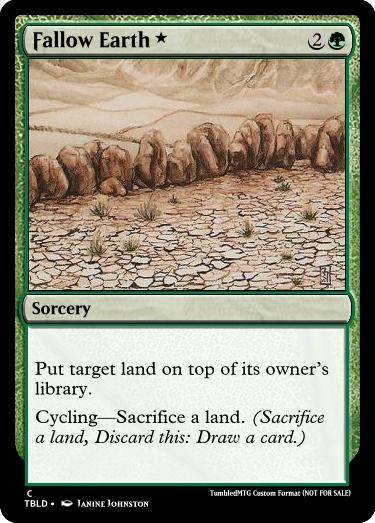 Fallow Earth ★ 2
Sorcery
Put target land on top of its owner's
library.
Cycling—Sacrifice a land. (Sacrifice
a land, Discard this: Draw a card.)
C
TBLD • Janine Johnston
TumbledMTG Custom Format (NOT FOR SALE)